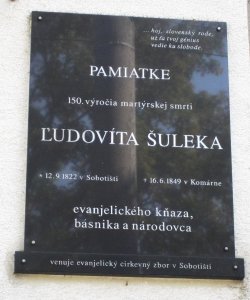 ... hoj, slovenský rode,
už ťa tvoj génius
vedie ku slobode.
PAMIATKE
150. výročia martýrskej smrti
ĽUDOVÍTA ŠULEKA
* 12. 9. 1822 v Sobotišti + 16. 6. 1849 v Komárne
evanjelického kňaza,
básnika a národovca
venuje evanjelický cirkevný zbor v Sobotišti